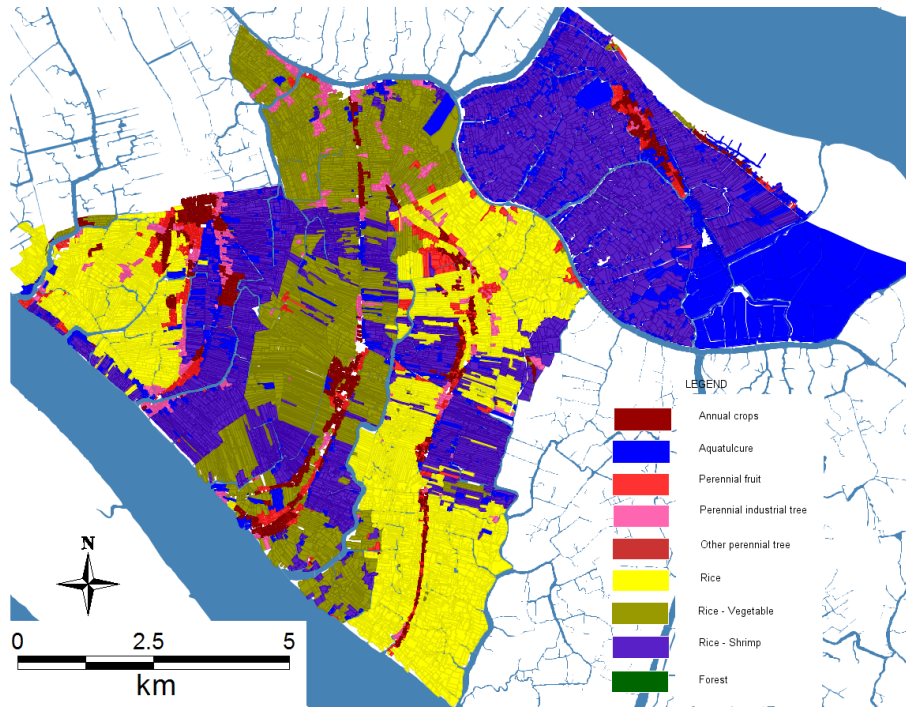 LEGEND
Annual crops
Aquatulcure
Perennial fruit
Perennial industrial tree
Other perennial tree
Rice
Rice - Vegetable
Rice - Shrimp
Forest
N
0 2.5 5
km